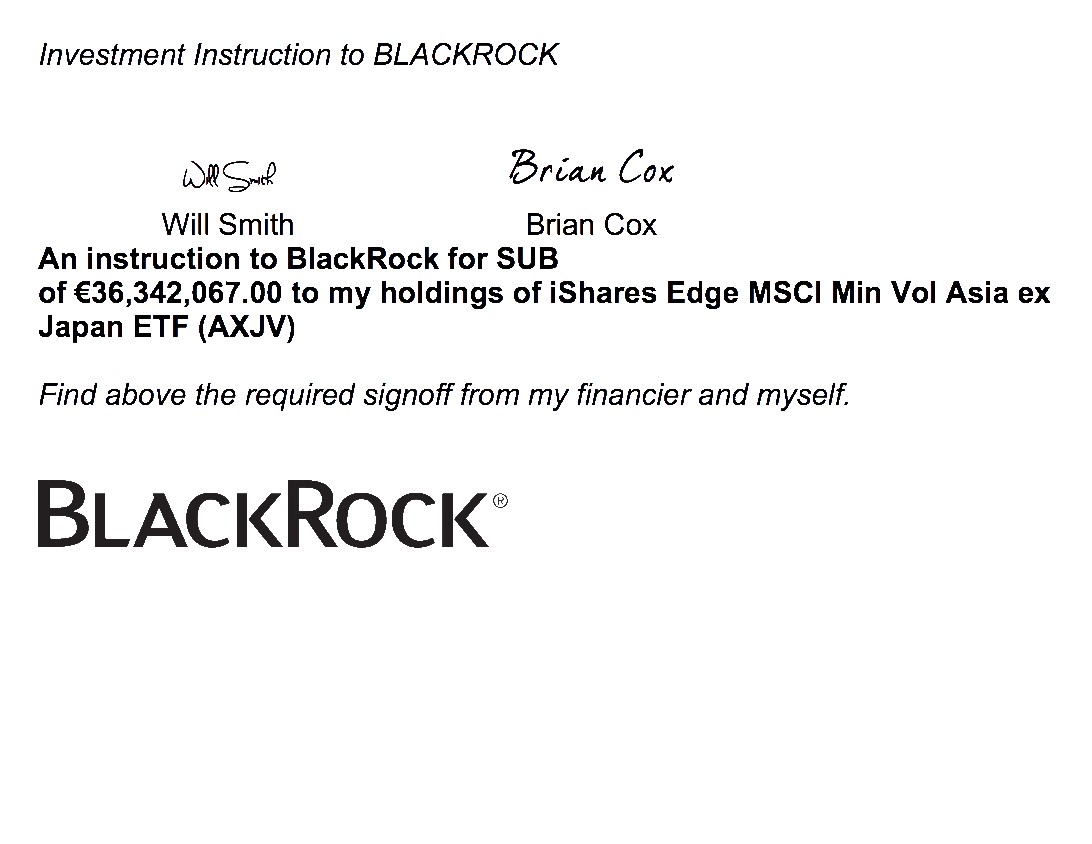 Investment Instruction to BLACKROCK
Will Smith Brian Cox
Will Smith Brian Cox
An instruction to BlackRock for SUB
of €36,342,067.00 to my holdings of iShares Edge MSCI Min Vol Asia ex
Japan ETF (AXJV)
Find above the required signoff from my financier and myself.
BLACKROCK®